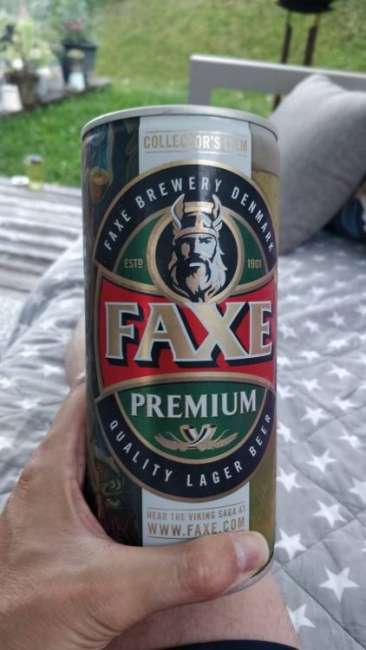 COLLECTOR'S ITEM
FAXE BREWERY DENMARK
ESTD 1901
FAXE
PREMIUM
QUALITY LAGER BEER
HEAR THE VIKING SAGA AT
WWW.FAXE.COM